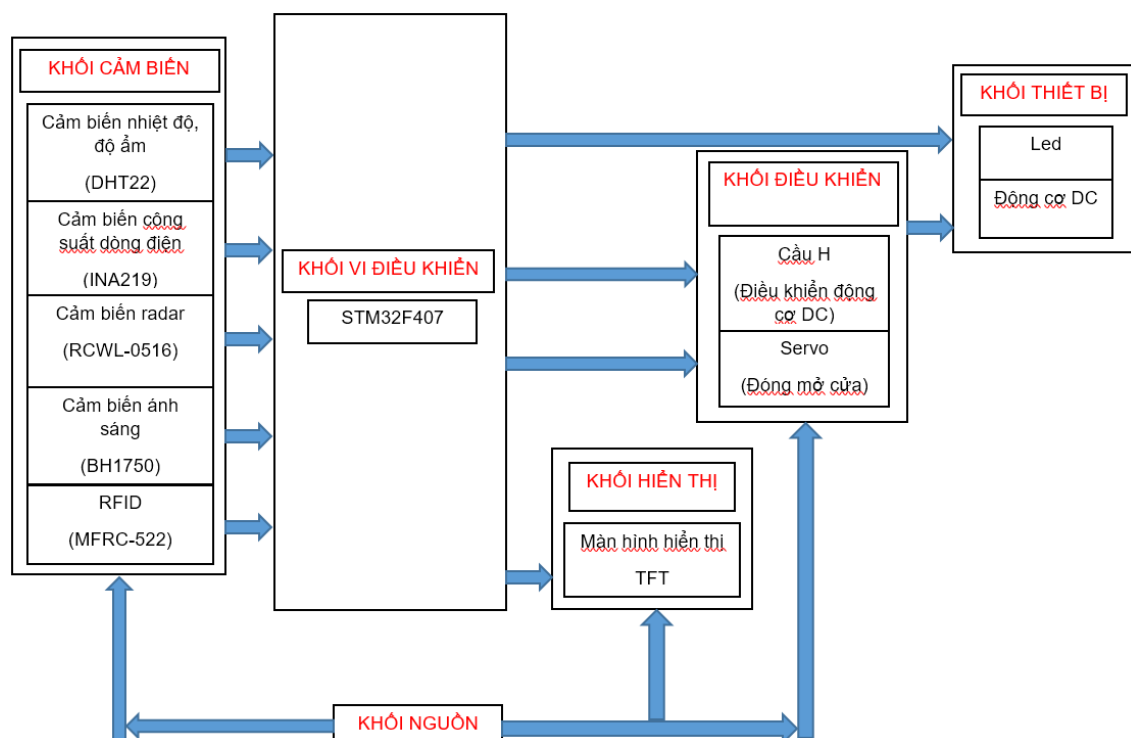 KHỐI CẢM BIẾN
Cảm biến nhiệt độ,
độ ẩm
(DHT22)
Cảm biến công
suất dòng điện
(INA219)
Cảm biến radar
(RCWL-0516)
Cảm biến ánh
sáng
(BH1750)
RFID
(MFRC-522)
KHỐI VI ĐIỀU KHIỂN
STM32F407
KHỐI ĐIỀU KHIỂN
Cầu H
(Điều khiển động
cơ DC)
Servo
(Đóng mở cửa)
KHỐI THIẾT BỊ
Led
Động cơ DC
KHỐI HIỂN THỊ
Màn hình hiển thị
TFT
KHỐI NGUỒN